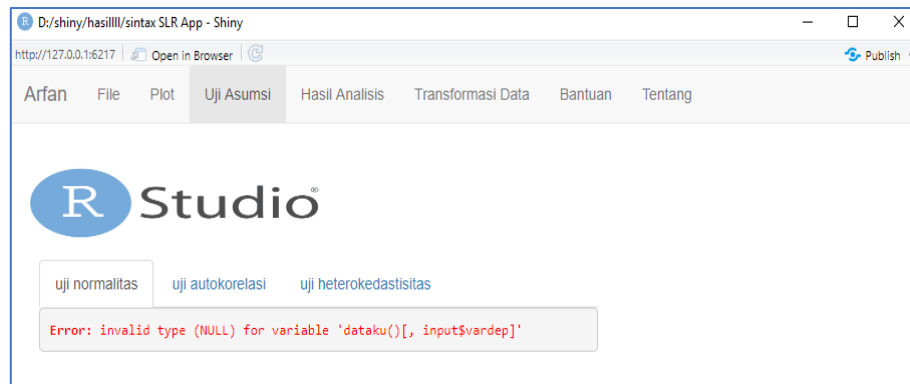 D:/shiny/hasillll/sintax SLR App - Shiny
http://127.0.0.1:6217 Open in Browser Publish
Arfan File Plot Uji Asumsi Hasil Analisis Transformasi Data Bantuan Tentang
R Studio®
uji normalitas uji autokorelasi uji heterokedastisitas
Error: invalid type (NULL) for variable 'dataku()[, input$vardep]'